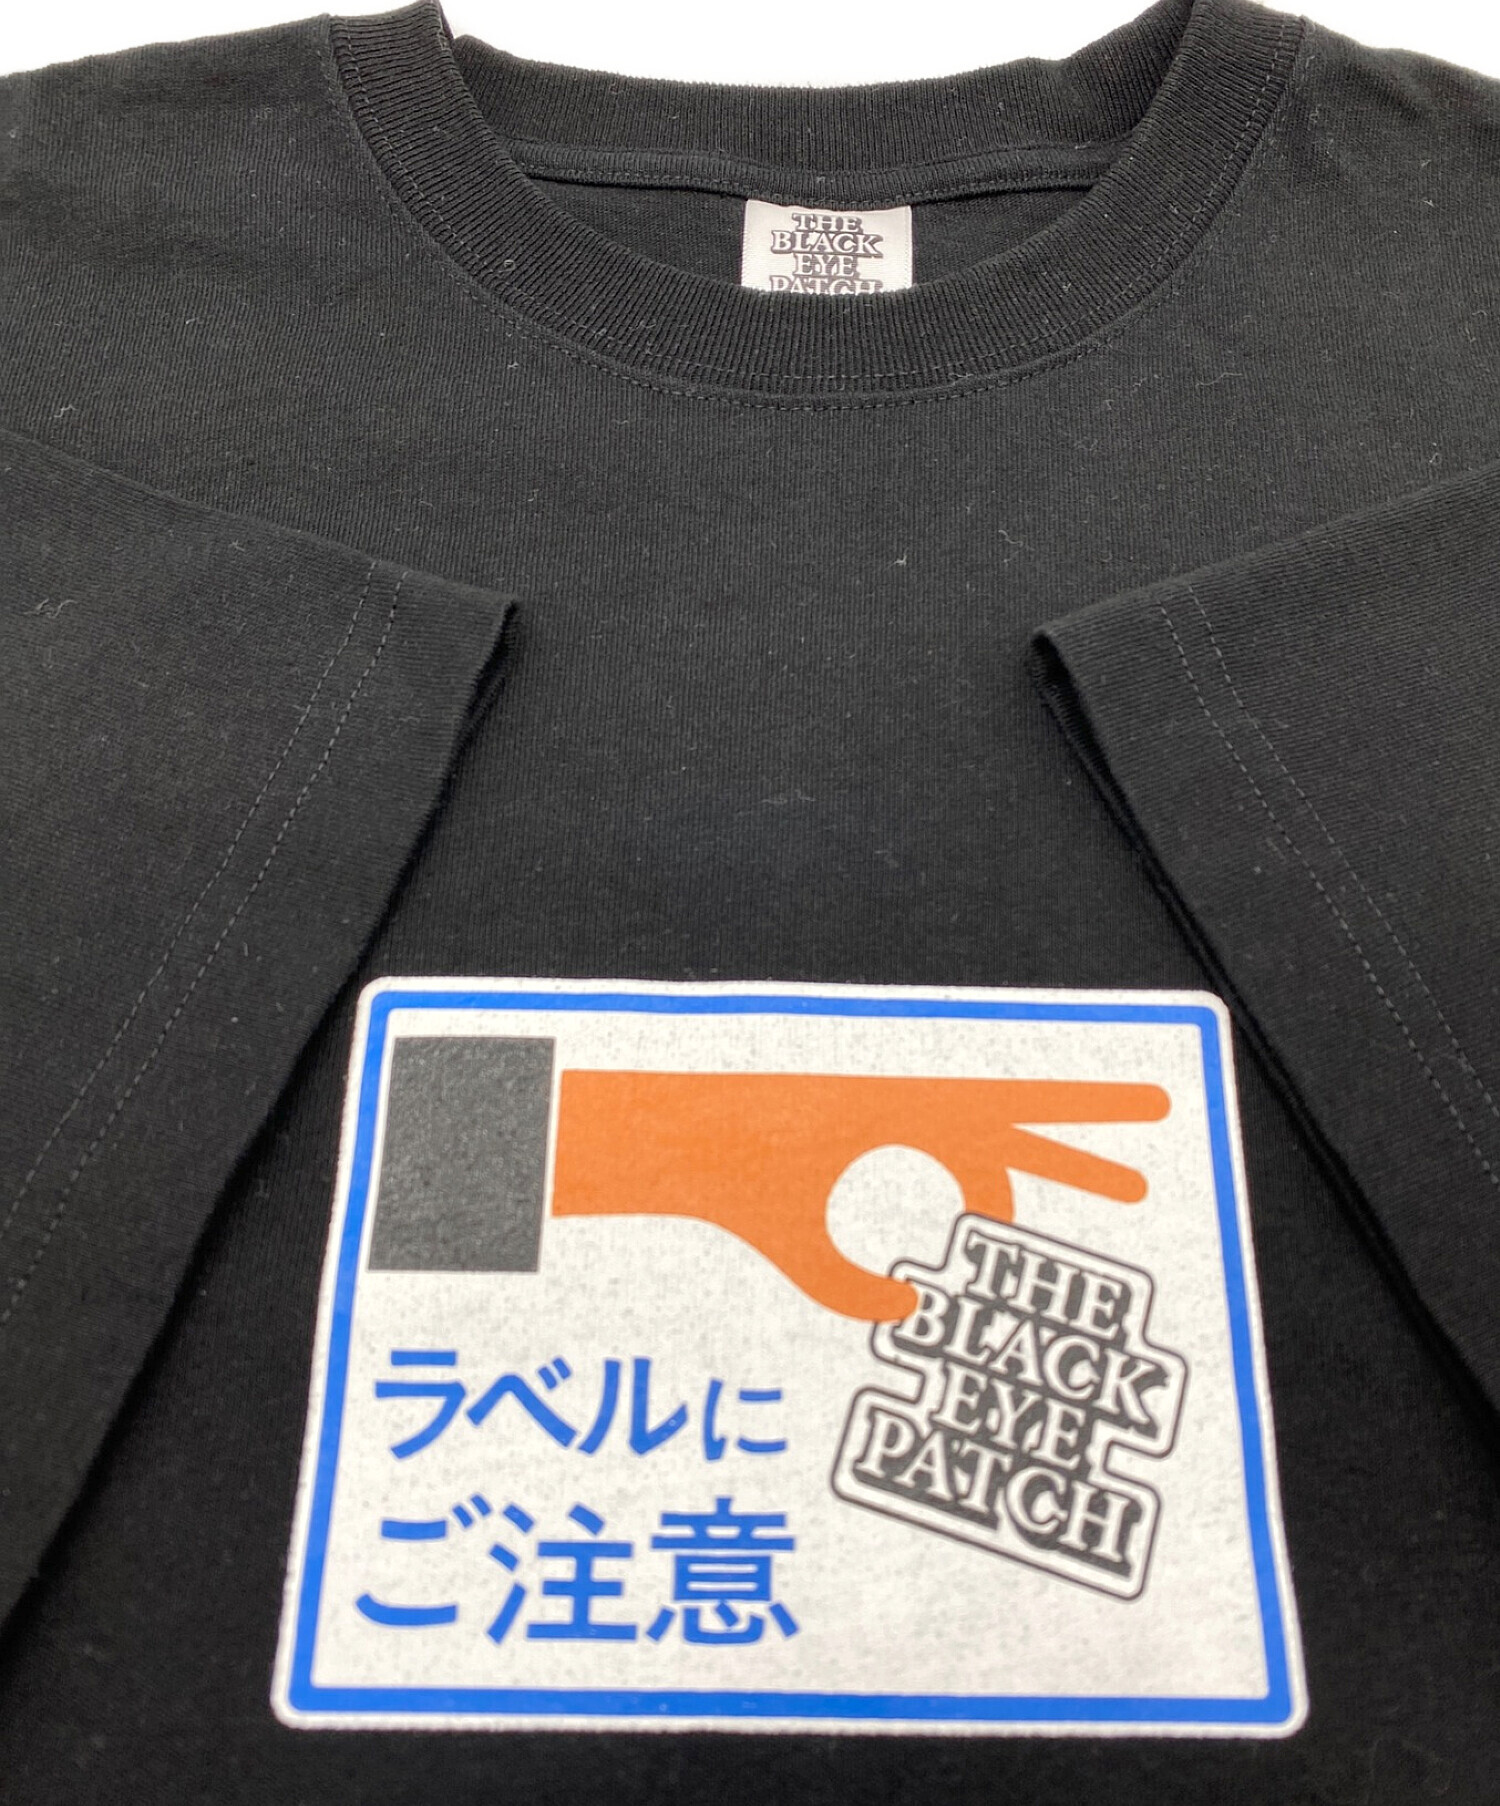 THE
BLACK
EYE
PATCH
ラベルに
ご注意
THE
BLACK
EYE
PATCH